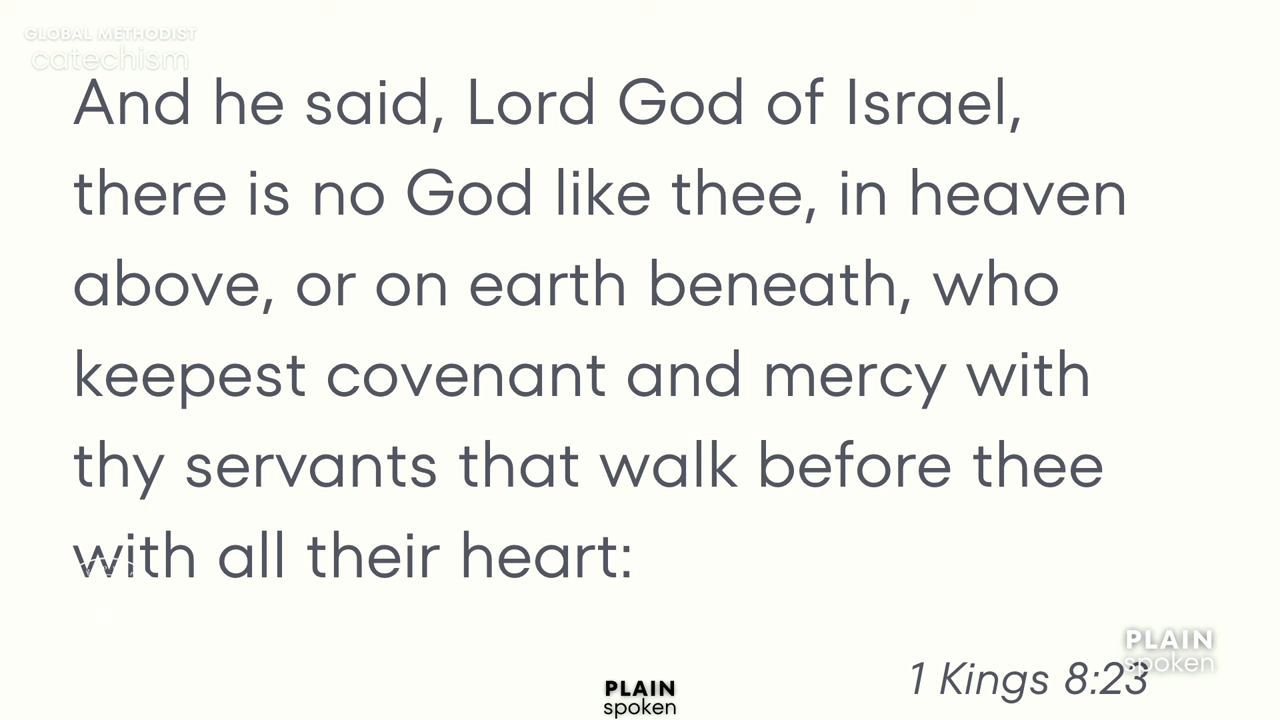 GLOBAL METHODIST
catechism
And he said, Lord God of Israel,
there is no God like thee, in heaven
above, or on earth beneath, who
keepest covenant and mercy with
thy servants that walk before thee
with all their heart:
PLAIN
spoken
1 Kings 8:23
PLAIN
spoken